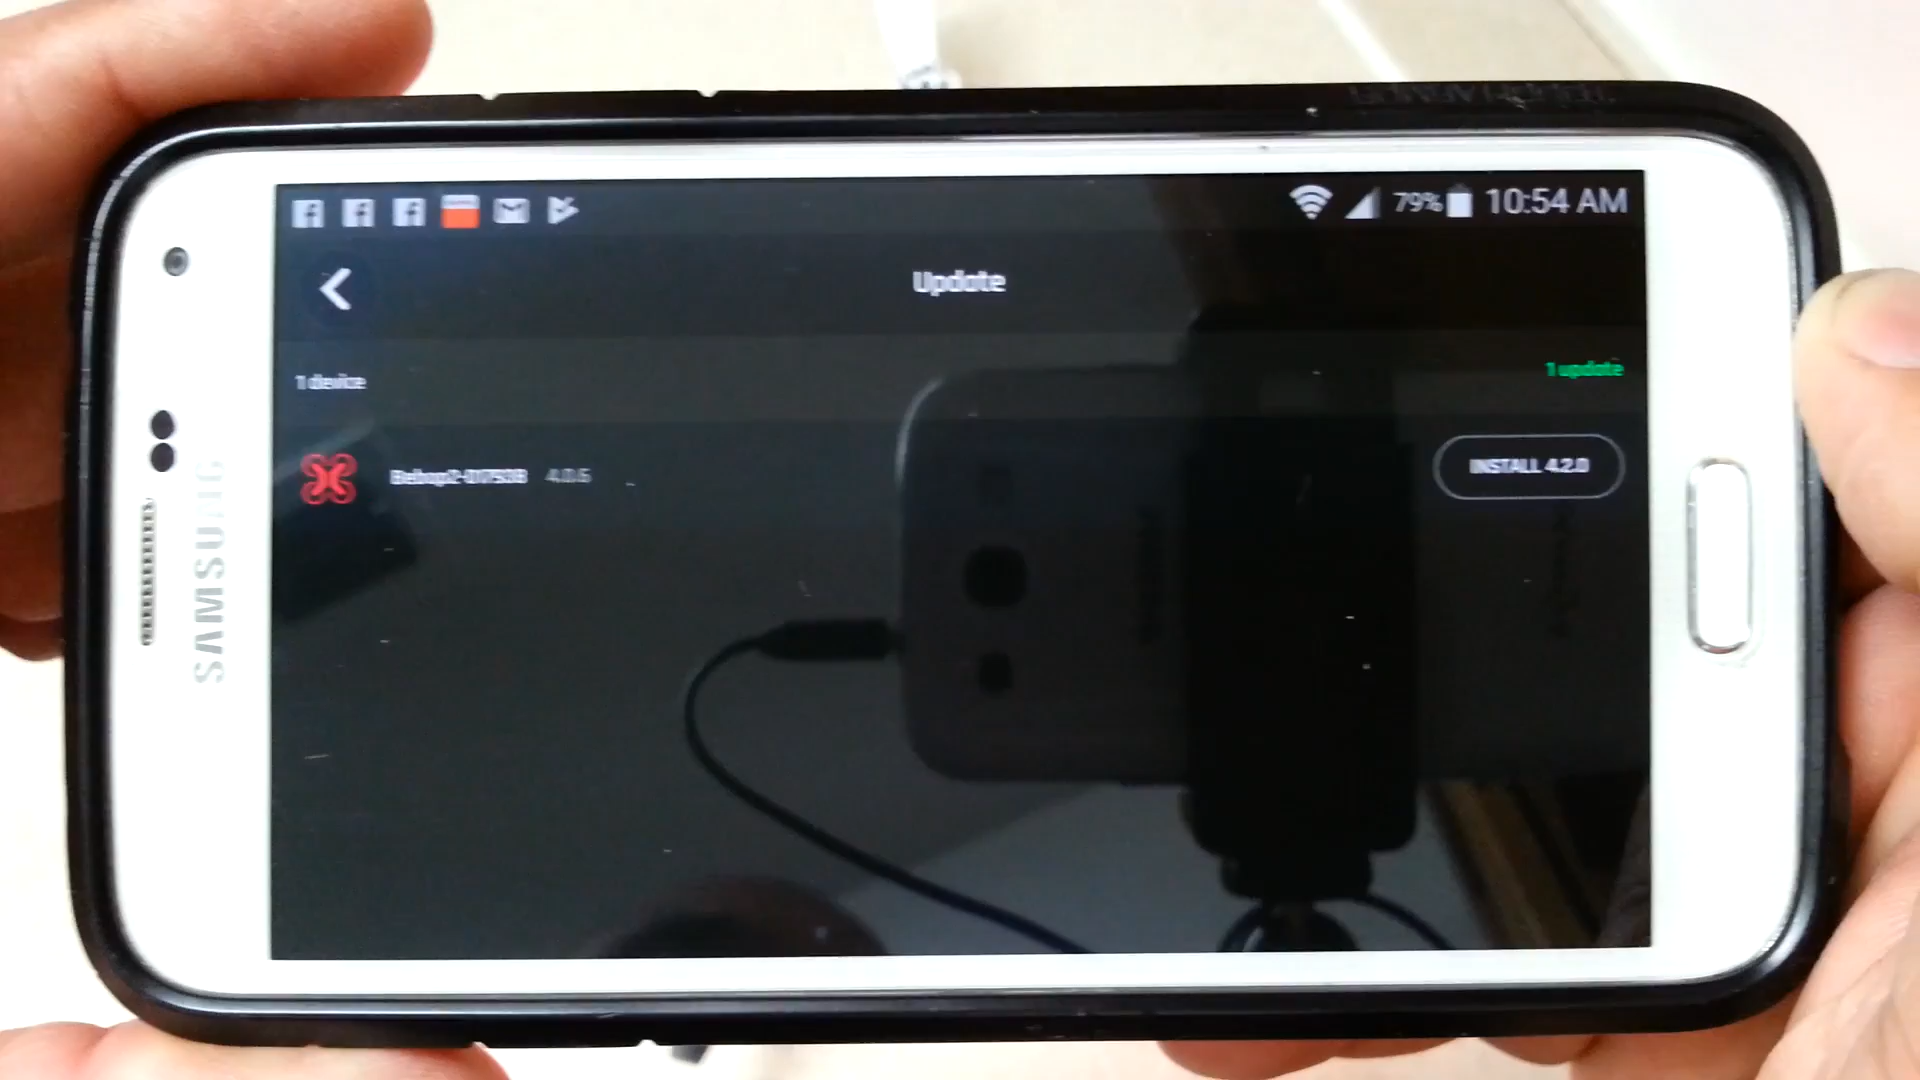 79% 10:54 AM
Update
1 device
1 update
4.0.6
INSTALL 4.2.0
SAMSUNG